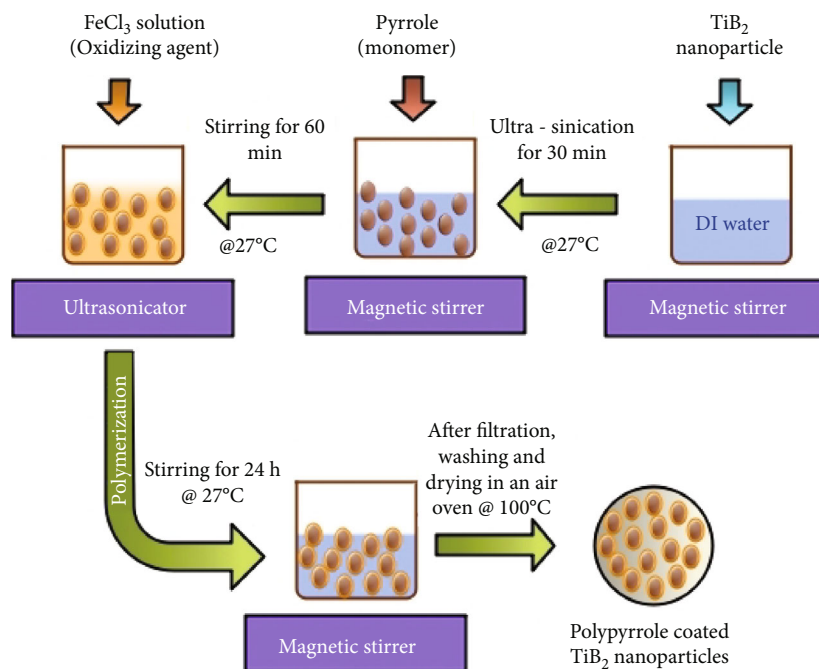 FeCl₃ solution
(Oxidizing agent)
Pyrrole
(monomer)
TiB₂
nanoparticle
Stirring for 60
min
@27°C
Ultra - sinication
for 30 min
@27°C
DI water
Ultrasonicator
Magnetic stirrer
Magnetic stirrer
Polymerization
Stirring for 24 h
@ 27°C
After filtration,
washing and
drying in an air
oven @ 100°C
Magnetic stirrer
Polypyrrole coated
TiB₂ nanoparticles